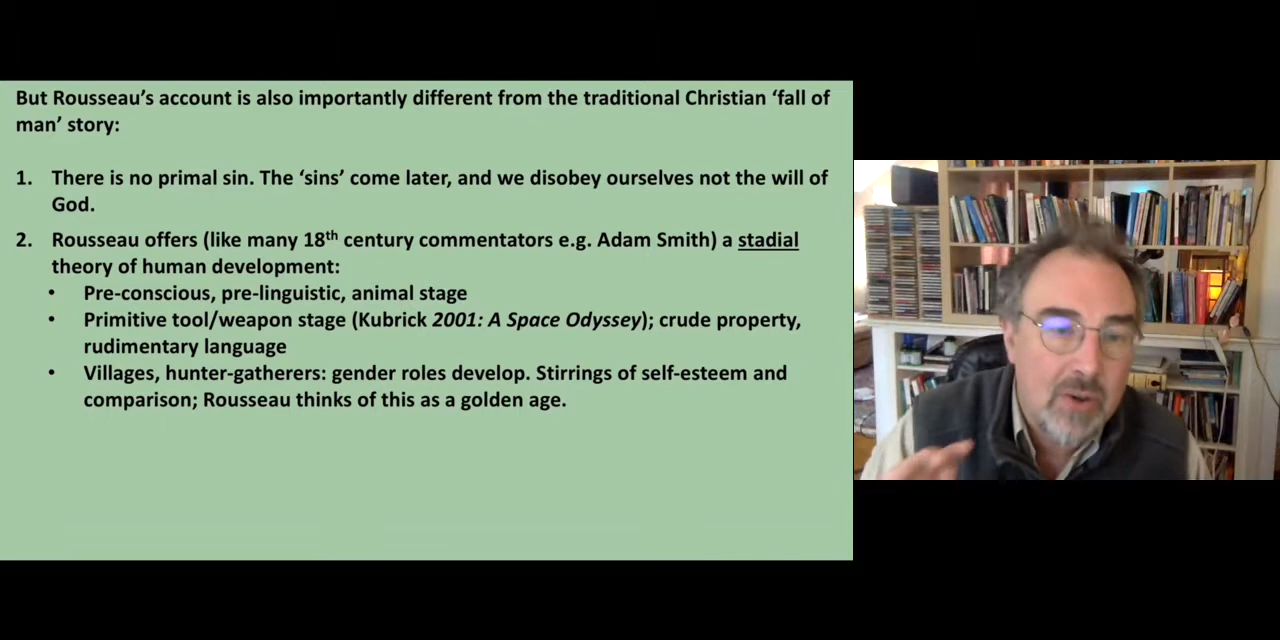 But Rousseau's account is also importantly different from the traditional Christian 'fall of
man' story:
1. There is no primal sin. The 'sins' come later, and we disobey ourselves not the will of
God.
2. Rousseau offers (like many 18th century commentators e.g. Adam Smith) a stadial
theory of human development:
• Pre-conscious, pre-linguistic, animal stage
• Primitive tool/weapon stage (Kubrick 2001: A Space Odyssey); crude property,
rudimentary language
• Villages, hunter-gatherers: gender roles develop. Stirrings of self-esteem and
comparison; Rousseau thinks of this as a golden age.